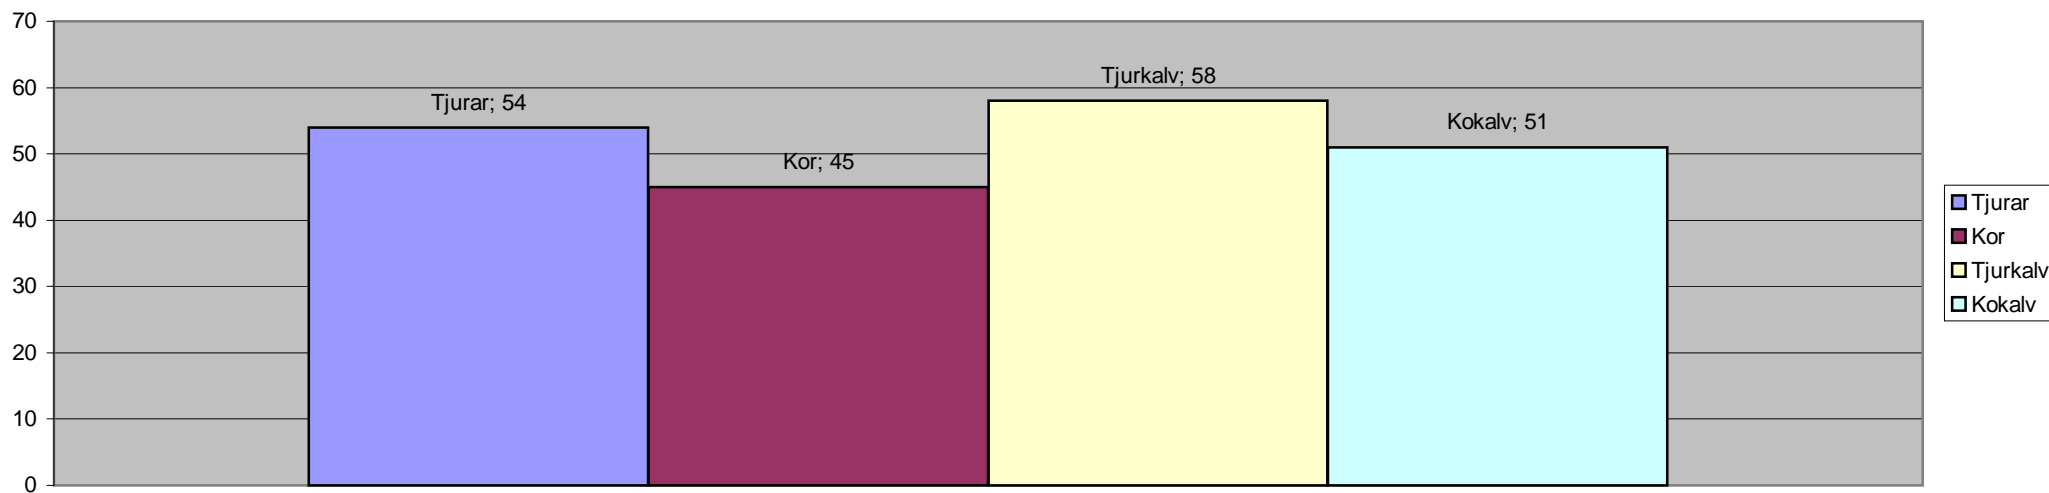 70
60
50
40
30
20
10
0
Tjurar; 54
Kor; 45
Tjurkalv; 58
Kokalv; 51
Tjurar
Kor
Tjurkalv
Kokalv